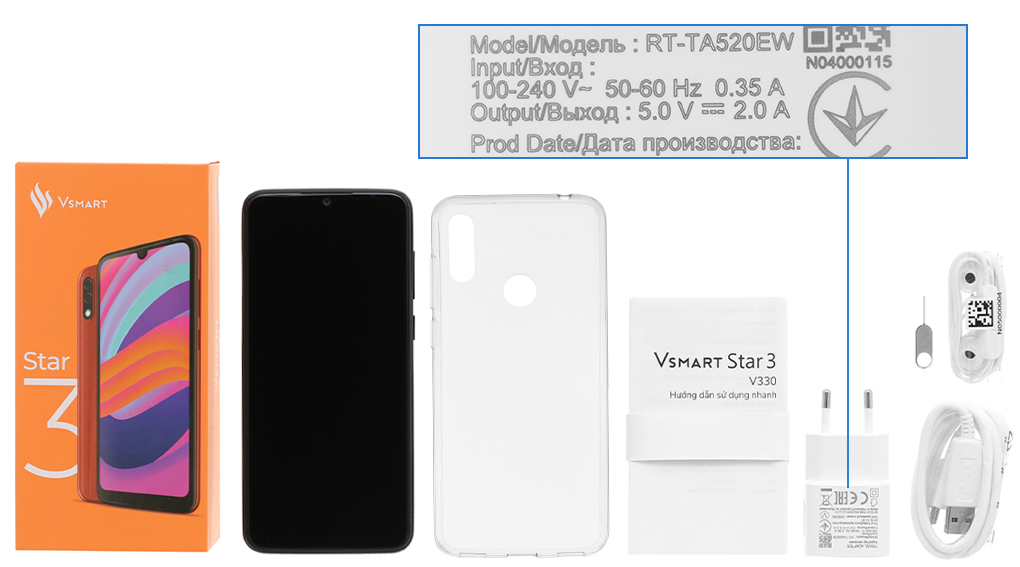 Model/Модель : RT-TA520EW
N04000115
Input/Вход :
100-240 V~ 50-60 Hz 0.35 A
Output/Выход : 5.0 V ⎓ 2.0 A
Prod Date/Дата производства:
VSMART
Star
3
VSMART Star 3
V330
Hướng dẫn sử dụng nhanh
N05000004